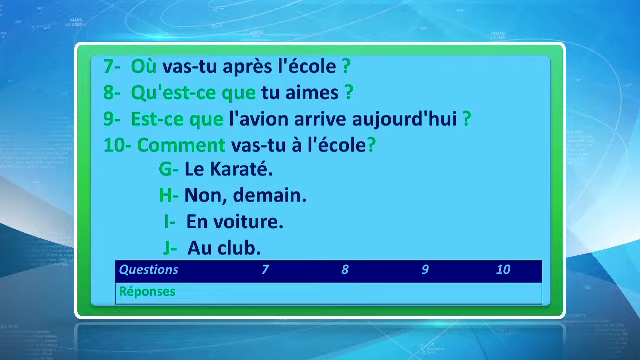 7- Où vas-tu après l'école ?
8- Qu'est-ce que tu aimes ?
9- Est-ce que l'avion arrive aujourd'hui ?
10- Comment vas-tu à l'école?
G- Le Karaté.
H- Non, demain.
I- En voiture.
J- Au club.
Questions 7 8 9 10
Réponses